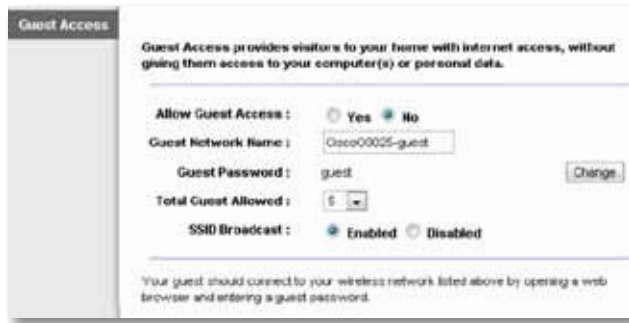 Guest Access
Guest Access provides visitors to your home with internet access, without
giving them access to your computer(s) or personal data.
Allow Guest Access : Yes No
Guest Network Name : Cisco00025-guest
Guest Password : guest Change
Total Guest Allowed : 5
SSID Broadcast : Enabled Disabled
Your guest should connect to your wireless network listed above by opening a web
browser and entering a guest password.